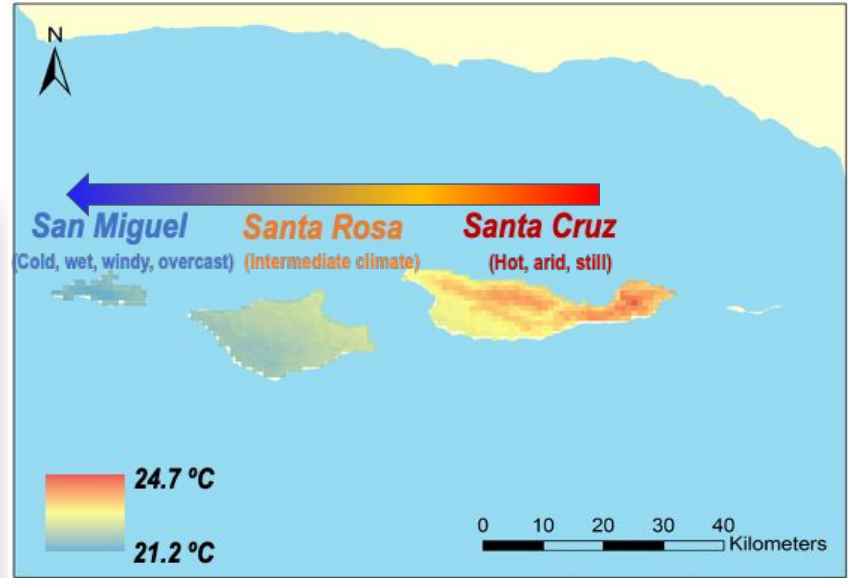 N
San Miguel
Santa Rosa
Santa Cruz
(Cold, wet, windy, overcast)
(Intermediate climate)
(Hot, arid, still)
24.7 ºC
21.2 ºC
0 10 20 30 40
Kilometers